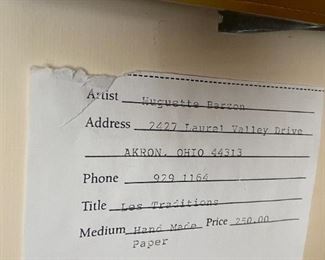 Artist Huguette Barzon
Address 2427 Laural Valley Drive
AKRON, OHIO 44313
Phone 929 1164
Title Les Traditions
Medium Hand Made Price 250.00
Paper